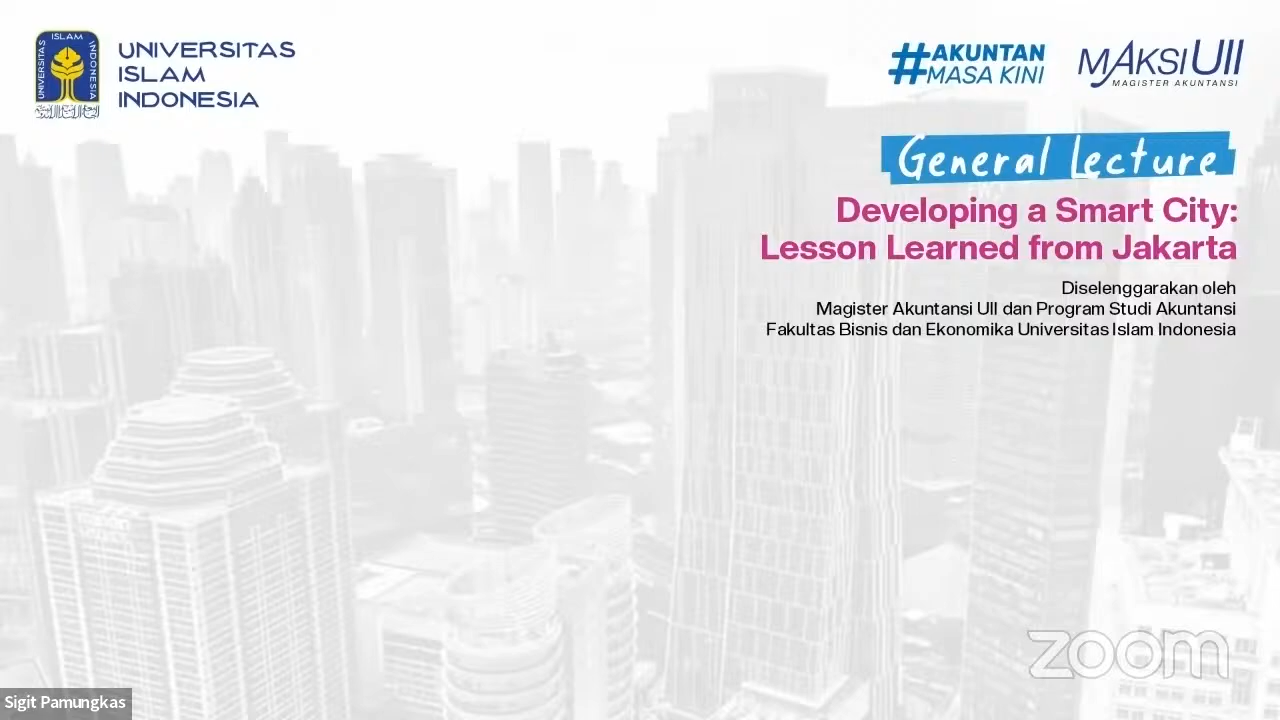 UNIVERSITAS ISLAM INDONESIA
UNIVERSITAS
ISLAM
INDONESIA
#AKUNTAN
MASA KINI
MAKSI UII
MAGISTER AKUNTANSI
General Lecture
Developing a Smart City:
Lesson Learned from Jakarta
Diselenggarakan oleh
Magister Akuntansi UII dan Program Studi Akuntansi
Fakultas Bisnis dan Ekonomika Universitas Islam Indonesia
zoom
Sigit Pamungkas